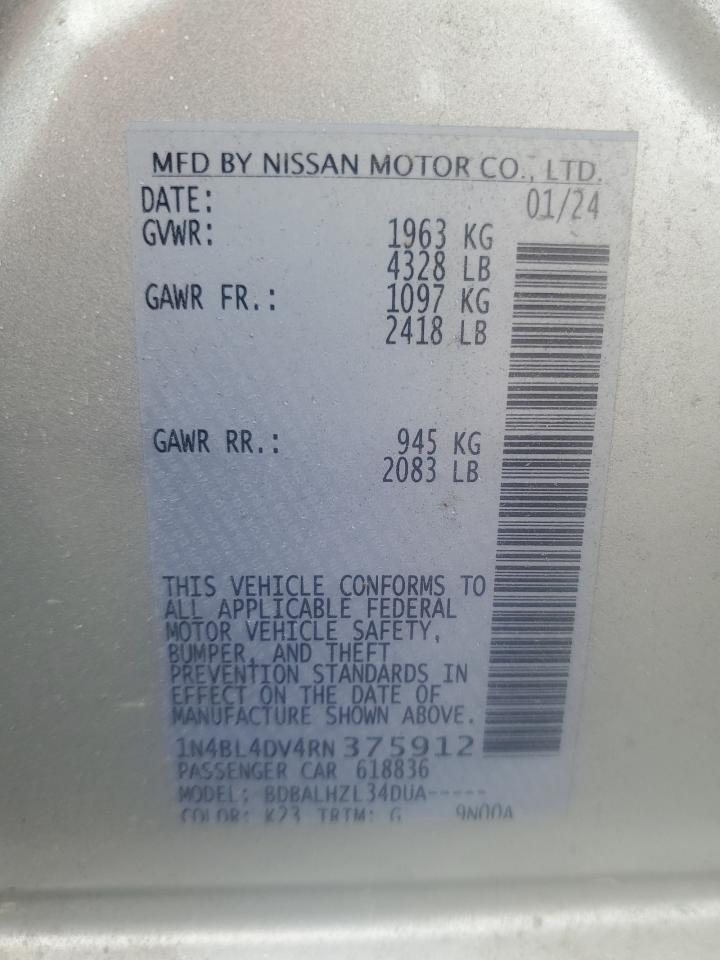 MFD BY NISSAN MOTOR CO., LTD.
DATE: 01/24
GVWR: 1963 KG
4328 LB
GAWR FR.: 1097 KG
2418 LB
GAWR RR.: 945 KG
2083 LB
THIS VEHICLE CONFORMS TO
ALL APPLICABLE FEDERAL
MOTOR VEHICLE SAFETY,
BUMPER, AND THEFT
PREVENTION STANDARDS IN
EFFECT ON THE DATE OF
MANUFACTURE SHOWN ABOVE.
1N4BL4DV4RN375912
PASSENGER CAR 618836
MODEL: BDBALHZL34DUA-----
COLOR: K23 TRIM: G 9N00A